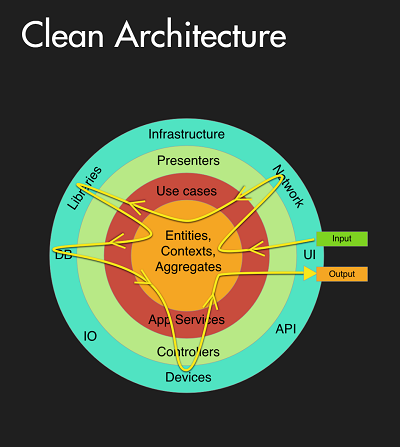 Clean Architecture
Infrastructure
Presenters
Libraries
Network
Use cases
Entities,
Contexts,
Aggregates
Input
DB
UI
Output
App Services
IO
API
Controllers
Devices